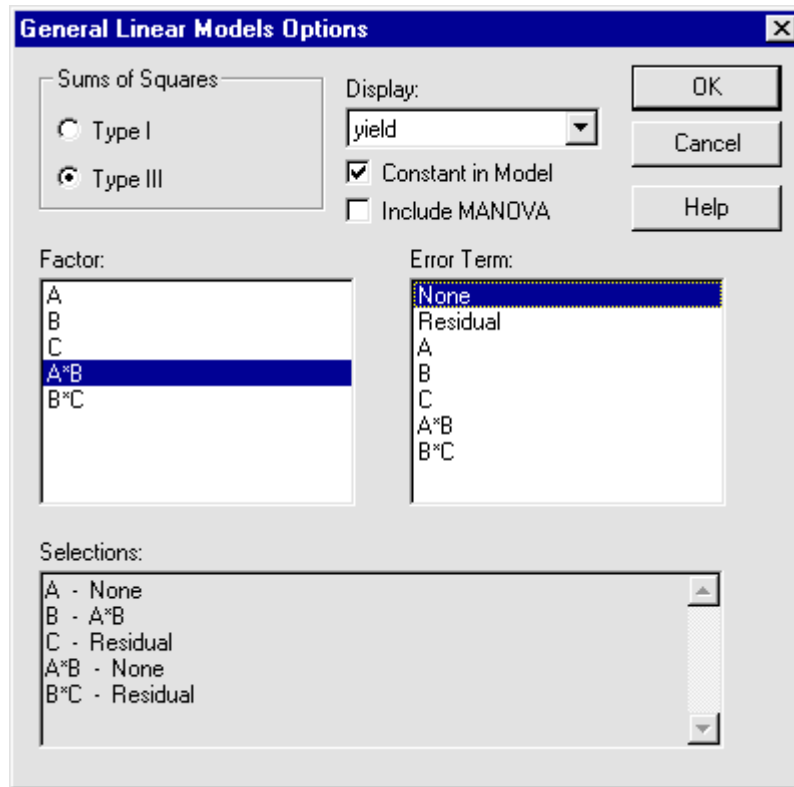 General Linear Models Options
Sums of Squares
Type I
Type III
Display:
yield
Constant in Model
Include MANOVA
OK
Cancel
Help
Factor:
A
B
C
A*B
B*C
Error Term:
None
Residual
A
B
C
A*B
B*C
Selections:
A - None
B - A*B
C - Residual
A*B - None
B*C - Residual